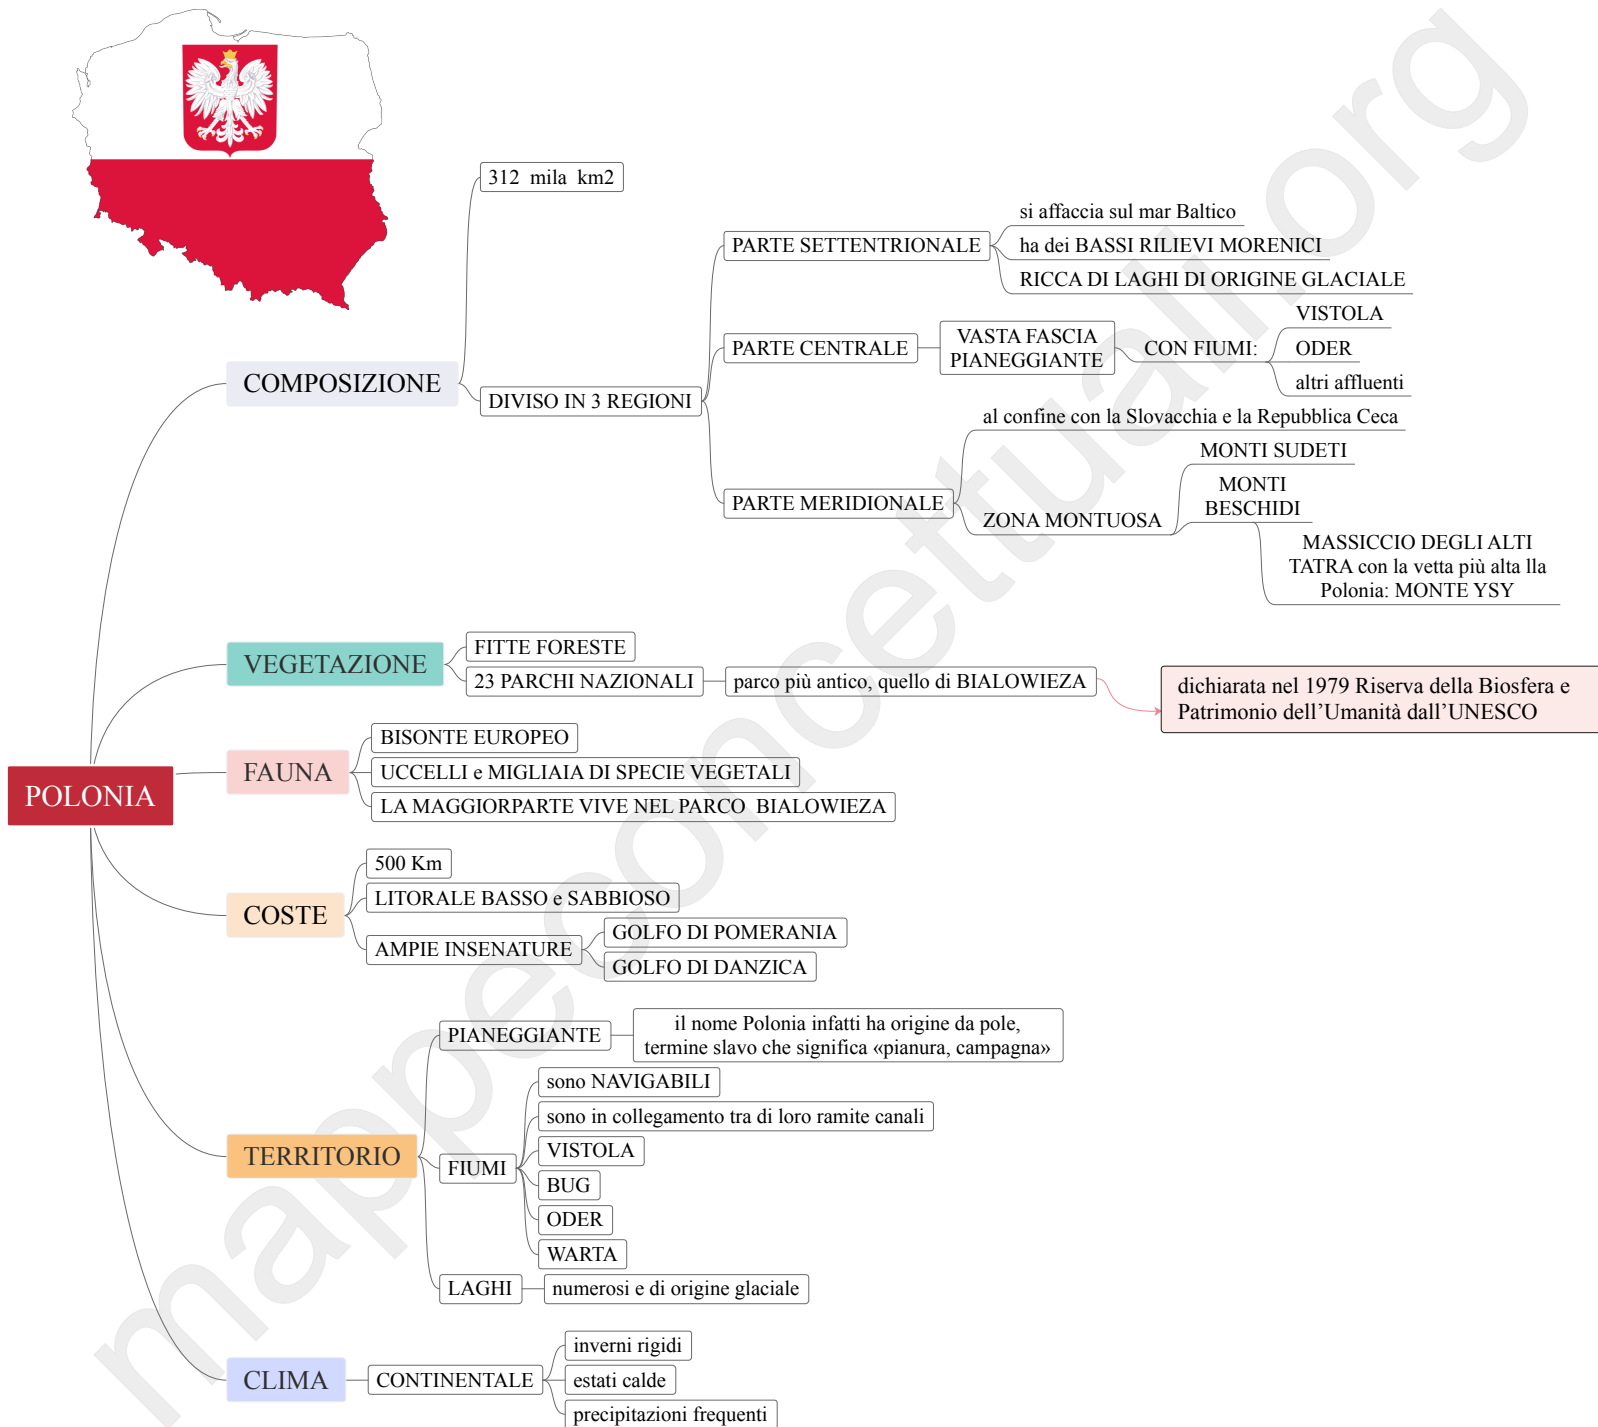 312 mila km2
si affaccia sul mar Baltico
PARTE SETTENTRIONALE
ha dei BASSI RILIEVI MORENICI
RICCA DI LAGHI DI ORIGINE GLACIALE
VISTOLA
VASTA FASCIA
PIANEGGIANTE
PARTE CENTRALE
CON FIUMI:
ODER
altri affluenti
COMPOSIZIONE
DIVISO IN 3 REGIONI
al confine con la Slovacchia e la Repubblica Ceca
MONTI SUDETI
MONTI
BESCHIDI
PARTE MERIDIONALE
ZONA MONTUOSA
MASSICCIO DEGLI ALTI
TATRA con la vetta più alta lla
Polonia: MONTE YSY
VEGETAZIONE
FITTE FORESTE
23 PARCHI NAZIONALI
parco più antico, quello di BIALOWIEZA
dichiarata nel 1979 Riserva della Biosfera e
Patrimonio dell’Umanità dall’UNESCO
POLONIA
FAUNA
BISONTE EUROPEO
UCCELLI e MIGLIAIA DI SPECIE VEGETALI
LA MAGGIORPARTE VIVE NEL PARCO BIALOWIEZA
COSTE
500 Km
LITORALE BASSO e SABBIOSO
AMPIE INSENATURE
GOLFO DI POMERANIA
GOLFO DI DANZICA
TERRITORIO
PIANEGGIANTE
il nome Polonia infatti ha origine da pole,
termine slavo che significa «pianura, campagna»
FIUMI
sono NAVIGABILI
sono in collegamento tra di loro ramite canali
VISTOLA
BUG
ODER
WARTA
LAGHI
numerosi e di origine glaciale
CLIMA
CONTINENTALE
inverni rigidi
estati calde
precipitazioni frequenti
mappeconcettuali.org